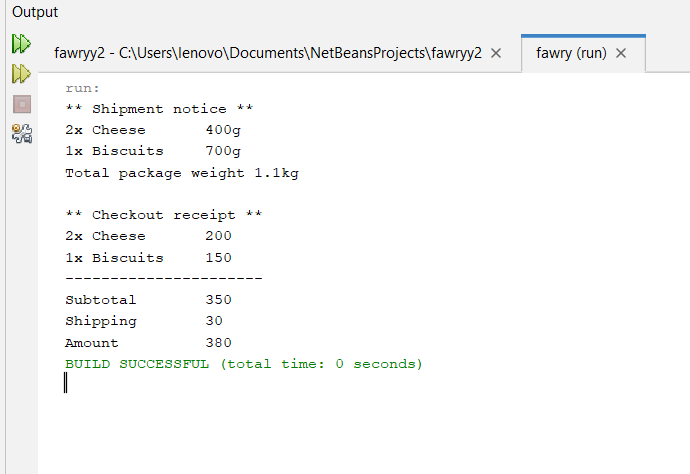 Output
fawryy2 - C:\Users\lenovo\Documents\NetBeansProjects\fawryy2 × fawry (run) ×
run:
** Shipment notice **
2x Cheese 400g
1x Biscuits 700g
Total package weight 1.1kg
** Checkout receipt **
2x Cheese 200
1x Biscuits 150
----------------------
Subtotal 350
Shipping 30
Amount 380
BUILD SUCCESSFUL (total time: 0 seconds)